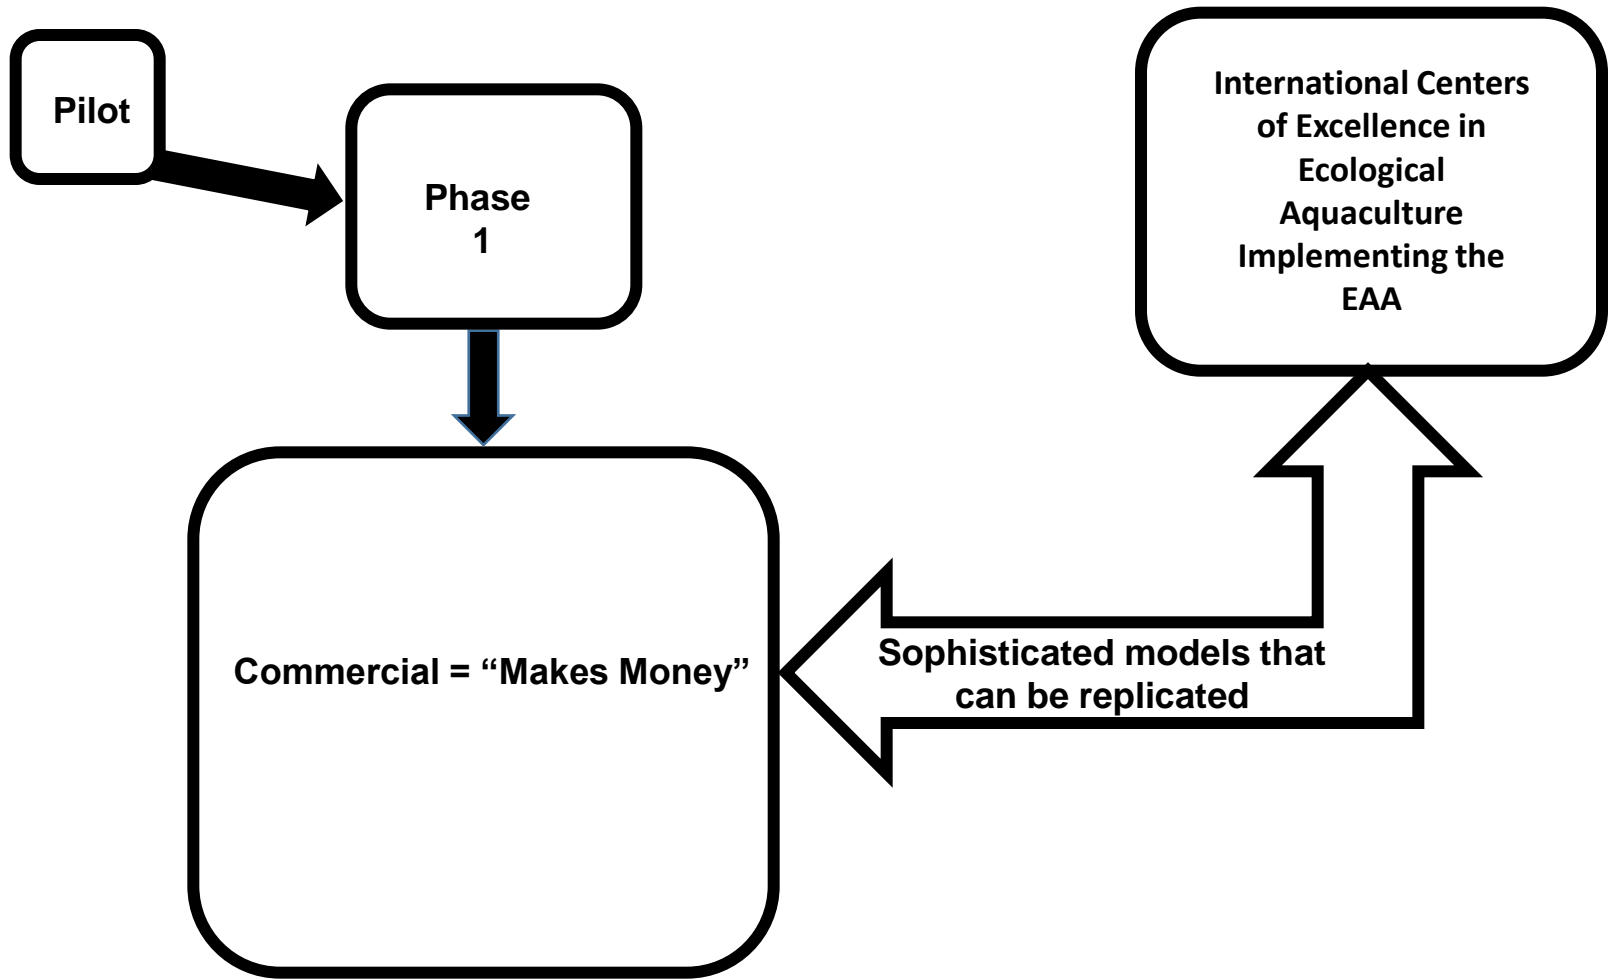 Pilot
Phase
1
Commercial = “Makes Money”
Sophisticated models that
can be replicated
International Centers
of Excellence in
Ecological
Aquaculture
Implementing the
EAA